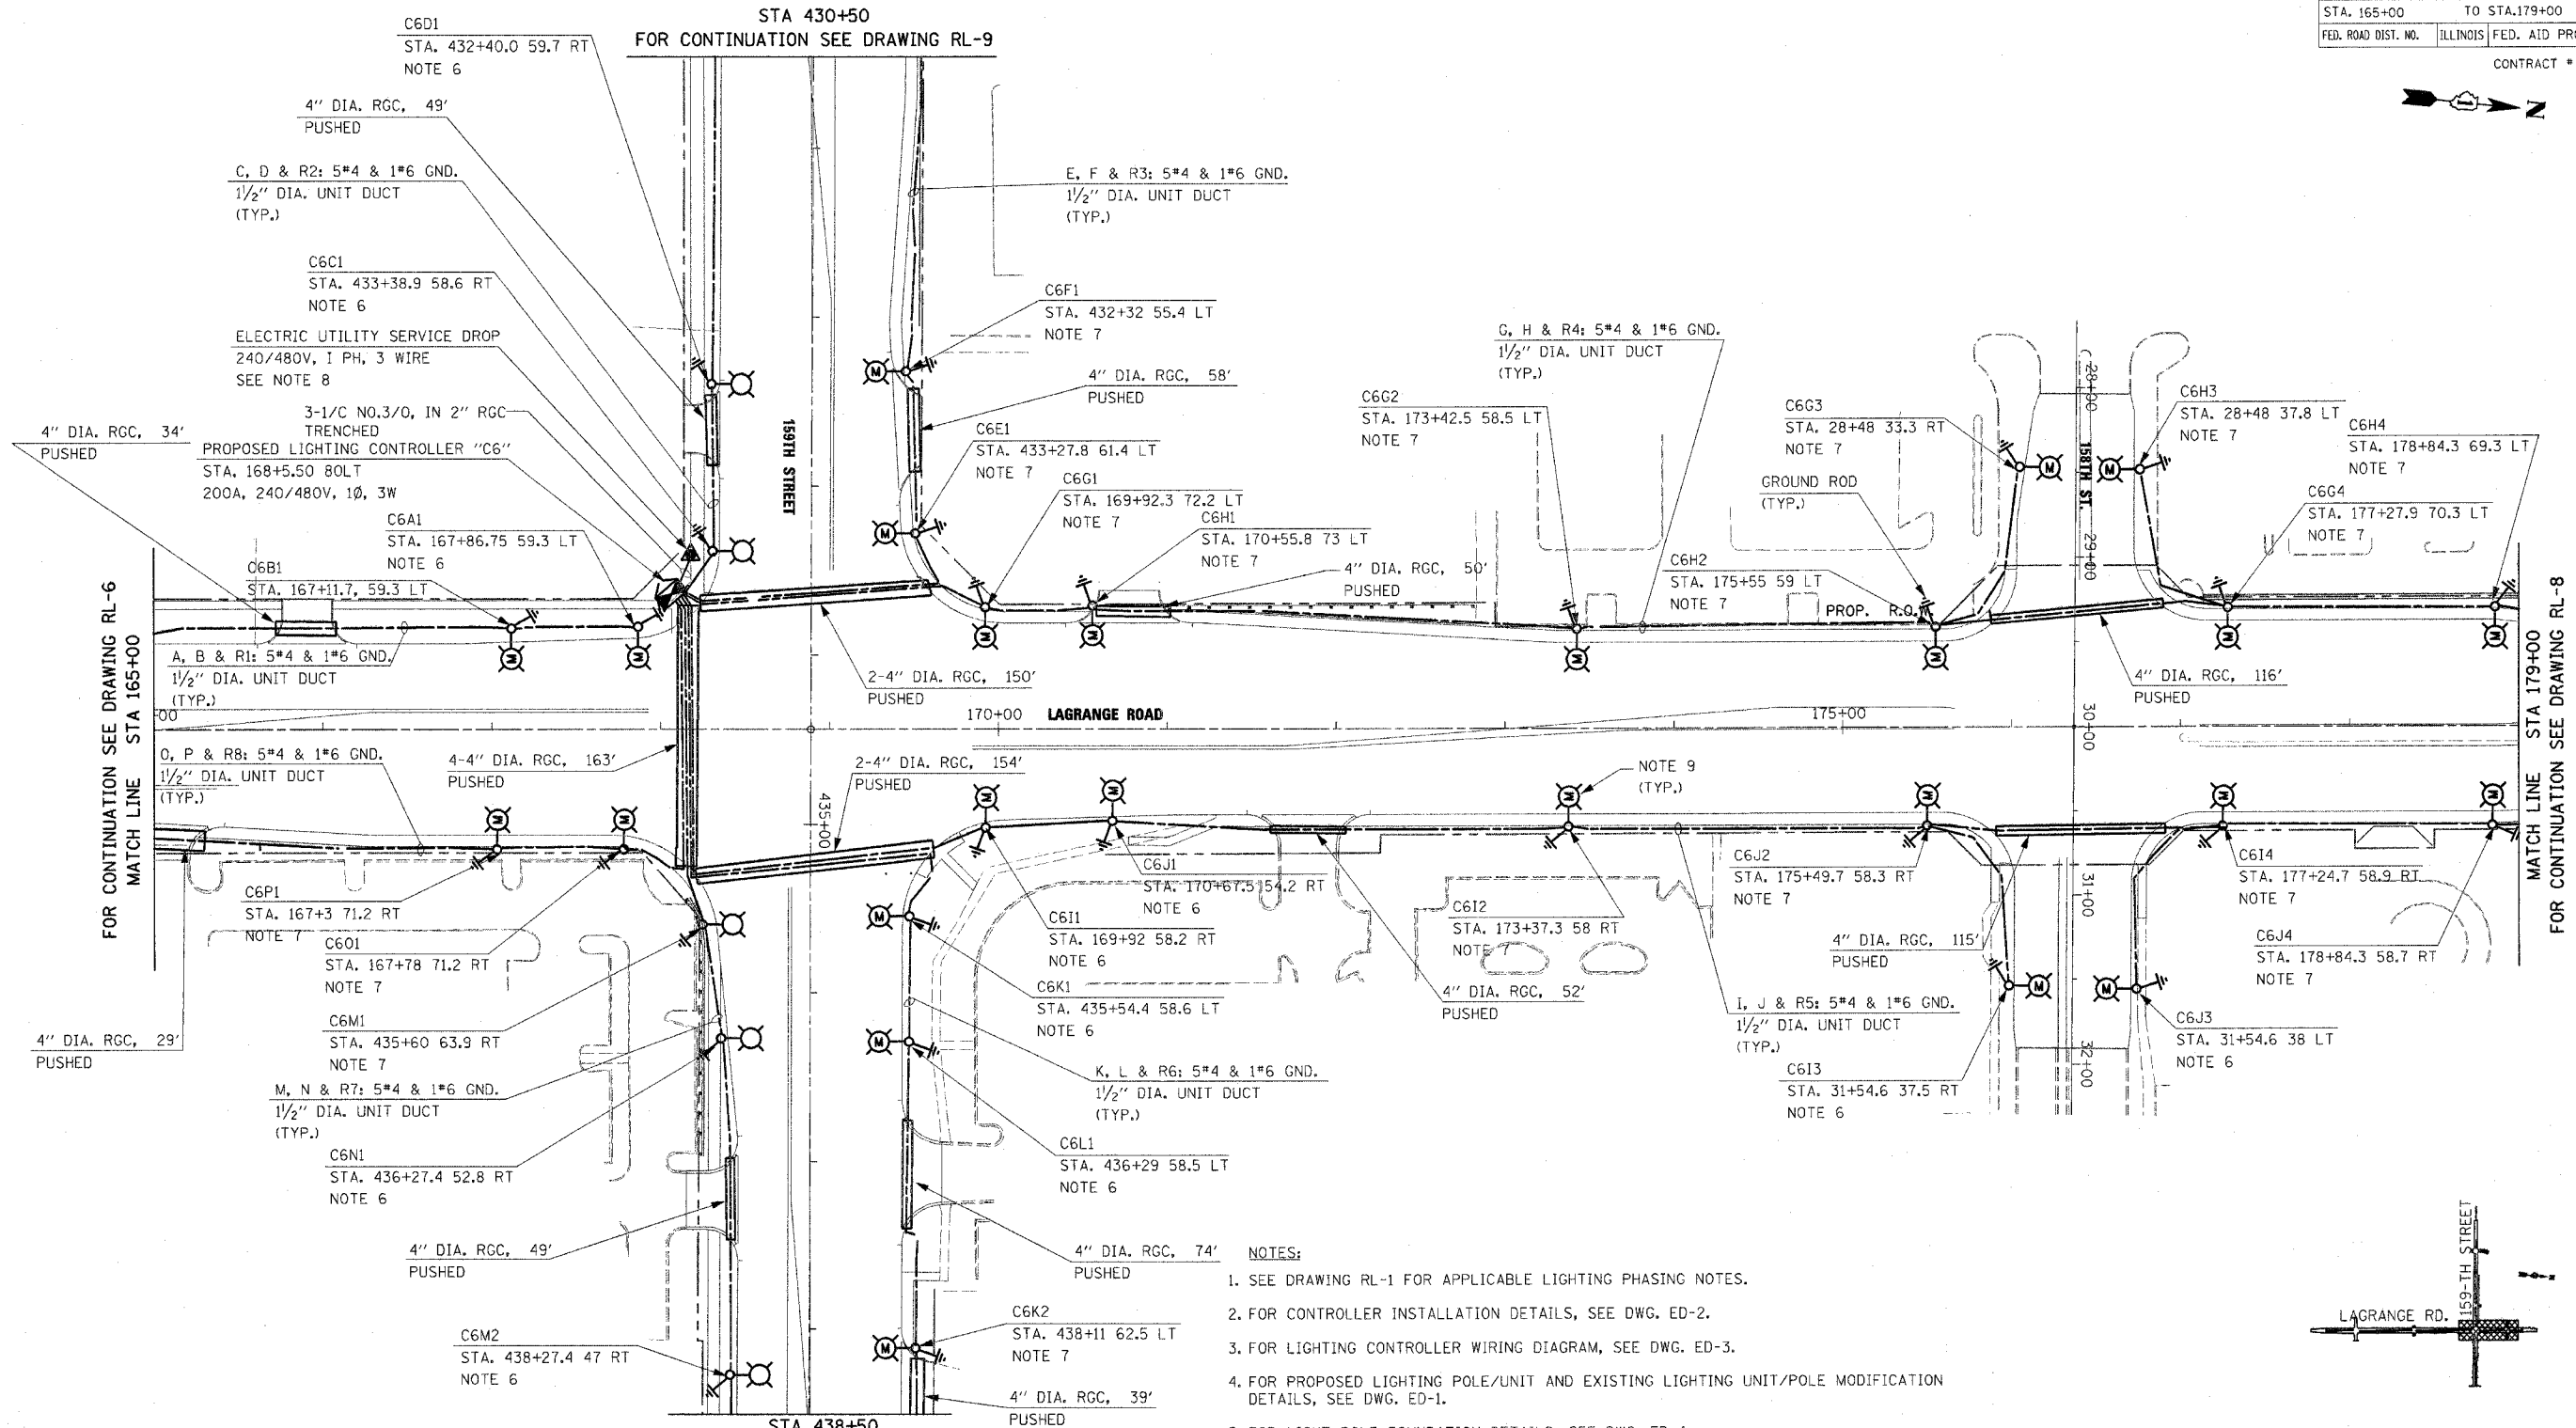 STA. 165+00 TO STA.179+00
FED. ROAD DIST. NO. ILLINOIS FED. AID
CONTRACT #
N
STA 430+50
FOR CONTINUATION SEE DRAWING RL-9
C6D1
STA. 432+40.0 59.7 RT
NOTE 6
4" DIA. RGC, 49'
PUSHED
C, D & R2: 5#4 & 1#6 GND.
1 1/2" DIA. UNIT DUCT
(TYP.)
C6C1
STA. 433+38.9 58.6 RT
NOTE 6
ELECTRIC UTILITY SERVICE DROP
240/480V, I PH, 3 WIRE
SEE NOTE 8
3-1/C NO.3/0, IN 2" RGC
TRENCHED
4" DIA. RGC, 34'
PUSHED
PROPOSED LIGHTING CONTROLLER "C6"
STA. 168+5.50 80LT
200A, 240/480V, 1Ø, 3W
C6A1
STA. 167+86.75 59.3 LT
NOTE 6
C6B1
STA. 167+11.7, 59.3 LT
A, B & R1: 5#4 & 1#6 GND.
1 1/2" DIA. UNIT DUCT
(TYP.)
E, F & R3: 5#4 & 1#6 GND.
1 1/2" DIA. UNIT DUCT
(TYP.)
C6F1
STA. 432+32 55.4 LT
NOTE 7
4" DIA. RGC, 58'
PUSHED
C6E1
STA. 433+27.8 61.4 LT
NOTE 7
C6G1
STA. 169+92.3 72.2 LT
NOTE 7
C6H1
STA. 170+55.8 73 LT
NOTE 7
4" DIA. RGC, 50'
PUSHED
159TH STREET
G, H & R4: 5#4 & 1#6 GND.
1 1/2" DIA. UNIT DUCT
(TYP.)
C6G2
STA. 173+42.5 58.5 LT
NOTE 7
C6H2
STA. 175+55 59 LT
NOTE 7
C6G3
STA. 28+48 33.3 RT
NOTE 7
GROUND ROD
(TYP.)
PROP. R.O.
28+00
158TH ST.
29+00
C6H3
STA. 28+48 37.8 LT
NOTE 7
C6H4
STA. 178+84.3 69.3 LT
NOTE 7
C6G4
STA. 177+27.9 70.3 LT
NOTE 7
4" DIA. RGC, 116'
PUSHED
2-4" DIA. RGC, 150'
PUSHED
FOR CONTINUATION SEE DRAWING RL-6
MATCH LINE STA 165+00
00
170+00 LAGRANGE ROAD 175+00
30+00
MATCH LINE STA 179+00
FOR CONTINUATION SEE DRAWING RL-8
O, P & R8: 5#4 & 1#6 GND.
1 1/2" DIA. UNIT DUCT
(TYP.)
4-4" DIA. RGC, 163'
PUSHED
2-4" DIA. RGC, 154'
PUSHED
435+00
NOTE 9
(TYP.)
C6P1
STA. 167+3 71.2 RT
NOTE 7
C6O1
STA. 167+78 71.2 RT
NOTE 7
C6M1
STA. 435+60 63.9 RT
NOTE 7
4" DIA. RGC, 29'
PUSHED
M, N & R7: 5#4 & 1#6 GND.
1 1/2" DIA. UNIT DUCT
(TYP.)
C6N1
STA. 436+27.4 52.8 RT
NOTE 6
4" DIA. RGC, 49'
PUSHED
C6M2
STA. 438+27.4 47 RT
NOTE 6
C6J1
STA. 170+67.5 54.2 RT
NOTE 6
C6I1
STA. 169+92 58.2 RT
NOTE 6
C6K1
STA. 435+54.4 58.6 LT
NOTE 6
K, L & R6: 5#4 & 1#6 GND.
1 1/2" DIA. UNIT DUCT
(TYP.)
C6L1
STA. 436+29 58.5 LT
NOTE 6
4" DIA. RGC, 74'
PUSHED
C6K2
STA. 438+11 62.5 LT
NOTE 7
4" DIA. RGC, 39'
PUSHED
STA 438+50
C6I2
STA. 173+37.3 58 RT
NOTE 7
4" DIA. RGC, 52'
PUSHED
C6J2
STA. 175+49.7 58.3 RT
NOTE 7
4" DIA. RGC, 115'
PUSHED
I, J & R5: 5#4 & 1#6 GND.
1 1/2" DIA. UNIT DUCT
(TYP.)
C6I3
STA. 31+54.6 37.5 RT
NOTE 6
31+00
32+00
C6I4
STA. 177+24.7 58.9 RT
NOTE 7
C6J4
STA. 178+84.3 58.7 RT
NOTE 7
C6J3
STA. 31+54.6 38 LT
NOTE 6
NOTES:
1. SEE DRAWING RL-1 FOR APPLICABLE LIGHTING PHASING NOTES.
2. FOR CONTROLLER INSTALLATION DETAILS, SEE DWG. ED-2.
3. FOR LIGHTING CONTROLLER WIRING DIAGRAM, SEE DWG. ED-3.
4. FOR PROPOSED LIGHTING POLE/UNIT AND EXISTING LIGHTING UNIT/POLE MODIFICATION
DETAILS, SEE DWG. ED-1.
LAGRANGE RD.
159-TH STREET